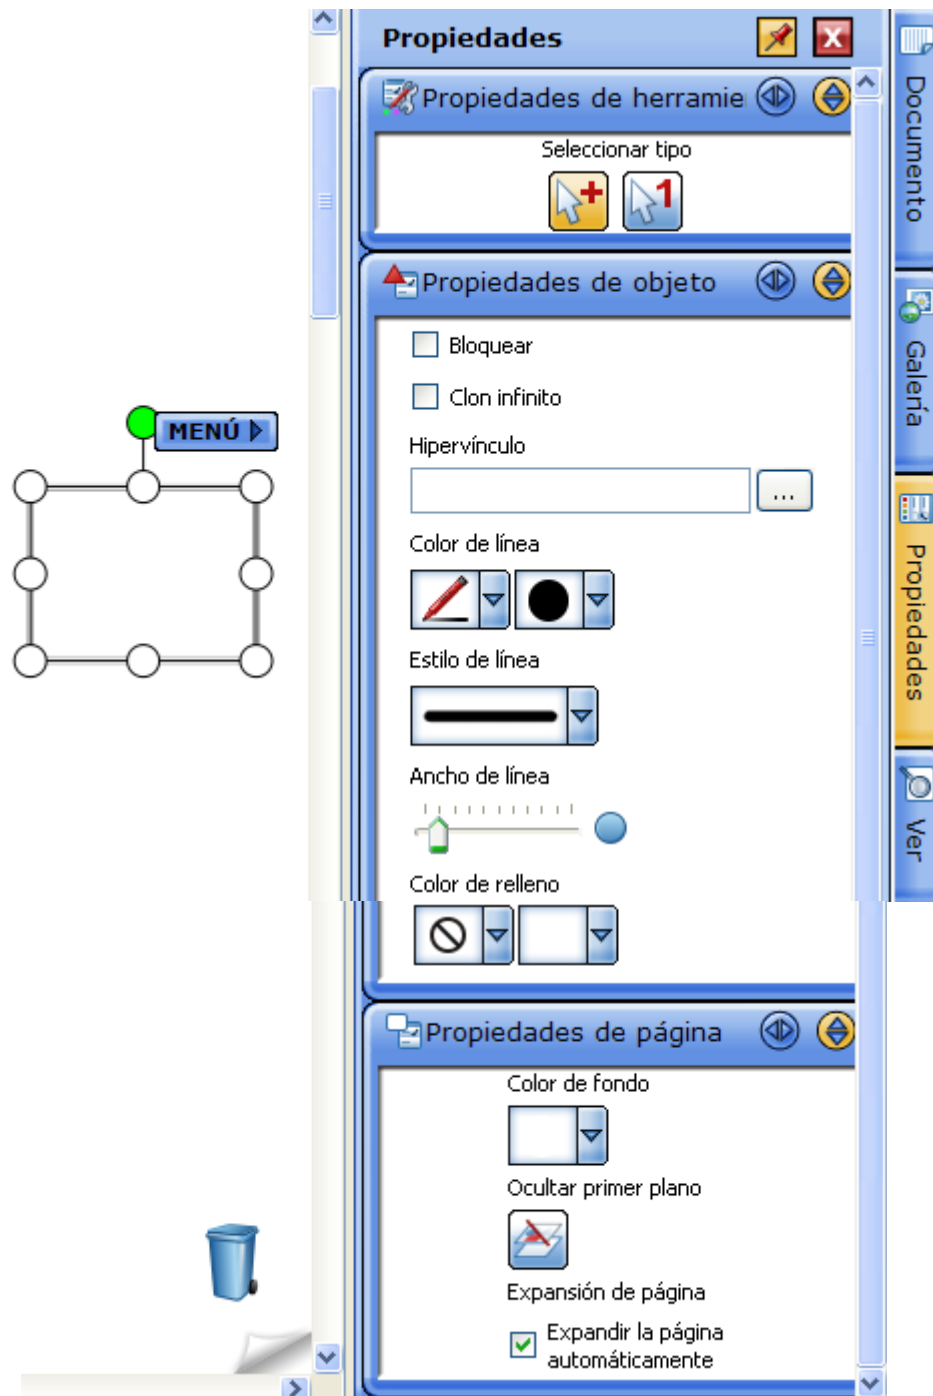 Propiedades
Propiedades de herramie
Seleccionar tipo
+
1
Propiedades de objeto
Bloquear
Clon infinito
Hipervínculo
...
Color de línea
Estilo de línea
Ancho de línea
Color de relleno
Propiedades de página
Color de fondo
Ocultar primer plano
Expansión de página
Expandir la página
automáticamente
MENÚ
Documento
Galería
Propiedades
Ver